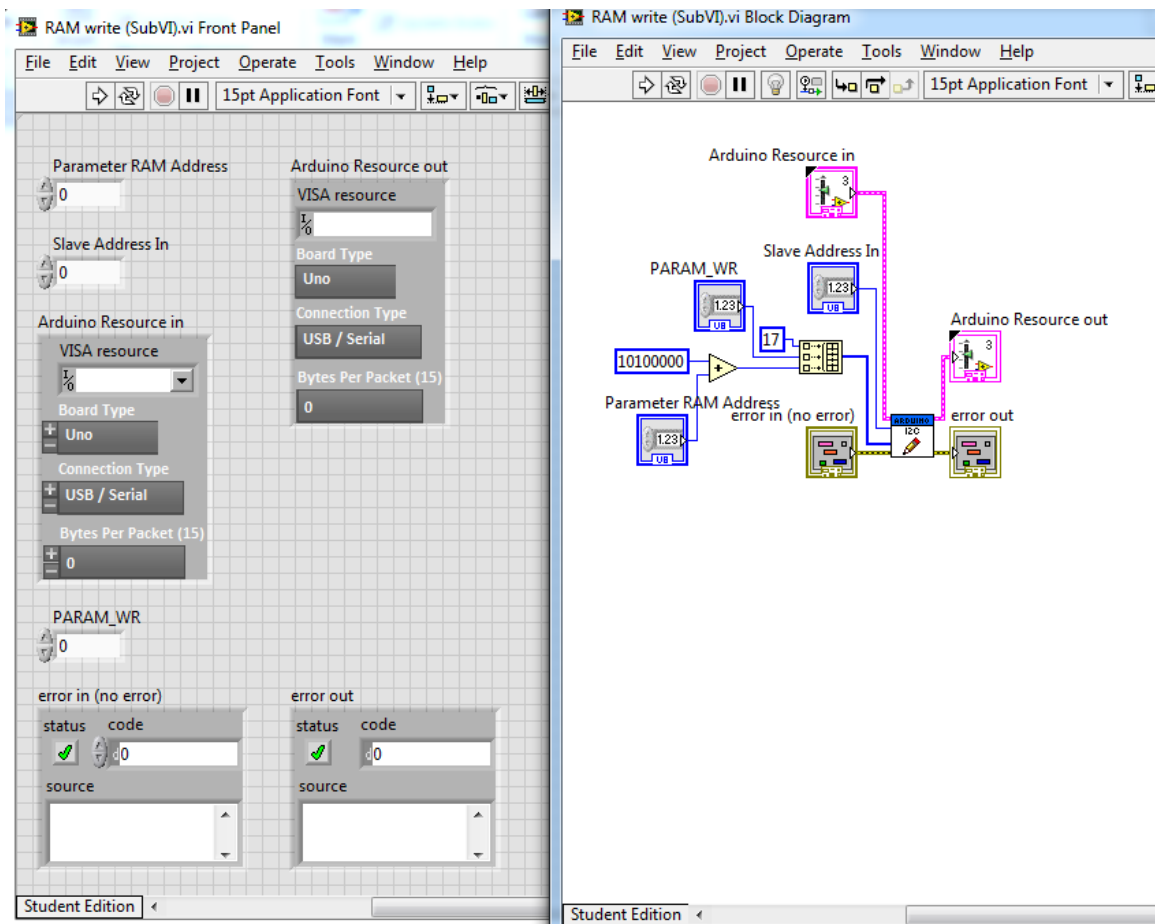 RAM write (SubVI).vi Front Panel
File Edit View Project Operate Tools Window Help
15pt Application Font
Parameter RAM Address
0
Slave Address In
0
Arduino Resource in
VISA resource
I/O
Board Type
Uno
Connection Type
USB / Serial
Bytes Per Packet (15)
0
PARAM_WR
0
error in (no error)
status code
d0
source
Arduino Resource out
VISA resource
I/O
Board Type
Uno
Connection Type
USB / Serial
Bytes Per Packet (15)
0
error out
status code
d0
source
Student Edition
RAM write (SubVI).vi Block Diagram
File Edit View Project Operate Tools Window Help
15pt Application Font
Arduino Resource in
3
Slave Address In
1.23
U8
PARAM_WR
1.23
U8
17
10100000
+
Parameter RAM Address
1.23
U8
Arduino Resource out
3
error in (no error)
ARDUINO
I2C
error out
Student Edition